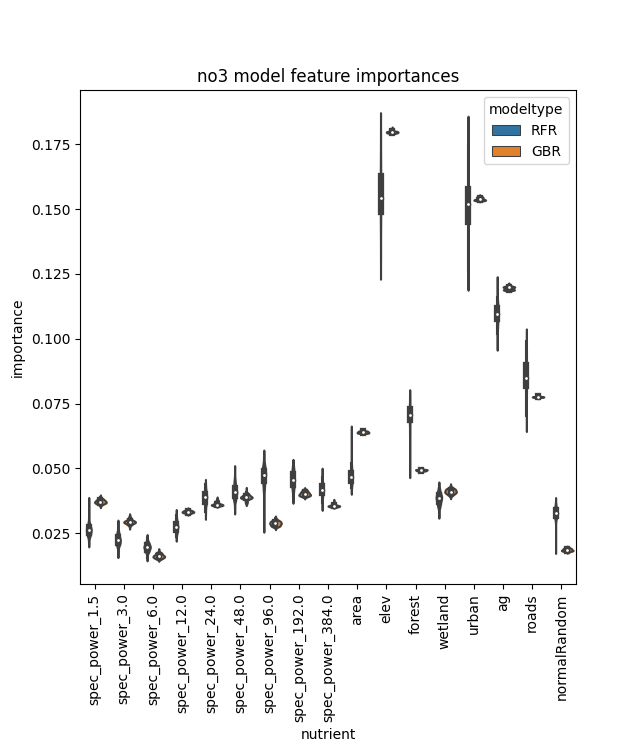 no3 model feature importances
modeltype
RFR
GBR
0.175
0.150
0.125
0.100
0.075
0.050
0.025
importance
spec_power_1.5
spec_power_3.0
spec_power_6.0
spec_power_12.0
spec_power_24.0
spec_power_48.0
spec_power_96.0
spec_power_192.0
spec_power_384.0
area
elev
forest
wetland
urban
ag
roads
normalRandom
nutrient